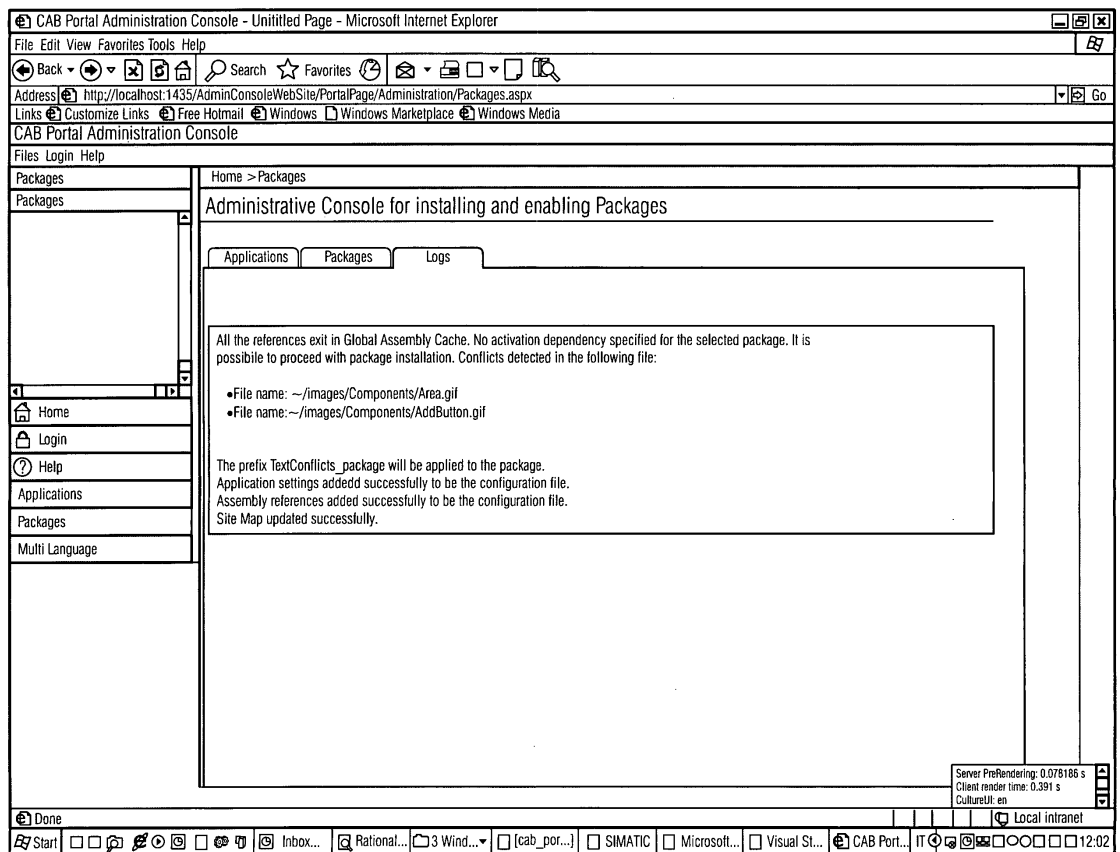 CAB Portal Administration Console - Unititled Page - Microsoft Internet Explorer
File Edit View Favorites Tools Help
Back Search Favorites
Address http://localhost:1435/AdminConsoleWebSite/PortalPage/Administration/Packages.aspx Go
Links Customize Links Free Hotmail Windows Windows Marketplace Windows Media
CAB Portal Administration Console
Files Login Help
Packages
Home >Packages
Packages
Administrative Console for installing and enabling Packages
Applications Packages Logs
All the references exit in Global Assembly Cache. No activation dependency specified for the selected package. It is
possibile to proceed with package installation. Conflicts detected in the following file:
•File name: ~/images/Components/Area.gif
•File name:~/images/Components/AddButton.gif
The prefix TextConflicts_package will be applied to the package.
Application settings addedd successfully to be the configuration file.
Assembly references added successfully to be the configuration file.
Site Map updated successfully.
Home
Login
Help
Applications
Packages
Multi Language
Server PreRendering: 0.078186 s
Client render time: 0.391 s
CultureUI: en
Done Local intranet
Start Inbox... Rational... 3 Wind... [cab_por...] SIMATIC Microsoft... Visual St... CAB Port... IT 12:02